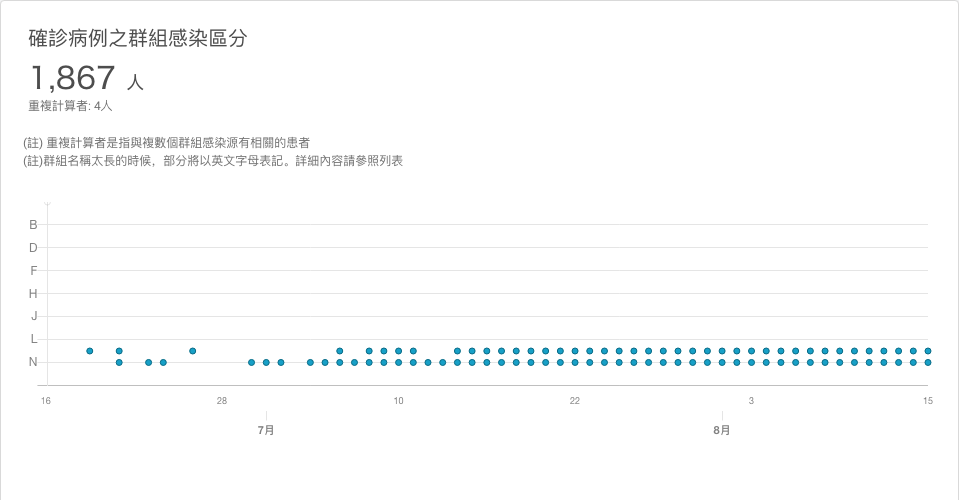 確診病例之群組感染區分
1,867 人
重複計算者: 4人
(註) 重複計算者是指與複數個群組感染源有相關的患者
(註)群組名稱太長的時候，部分將以英文字母表記。詳細內容請參照列表
B
D
F
H
J
L
N
16 28 10 22 3 15
7月 8月